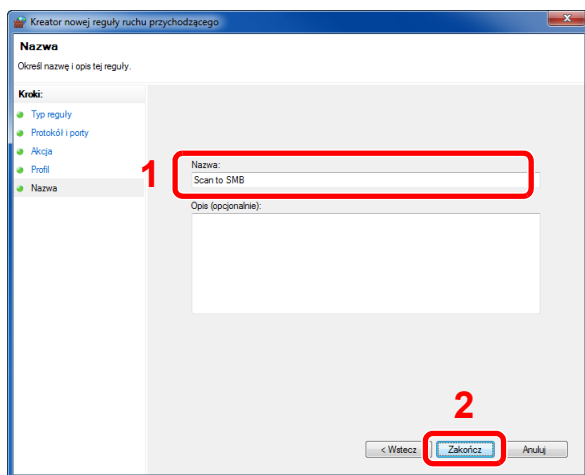 Kreator nowej reguły ruchu przychodzącego
Nazwa
Określ nazwę i opis tej reguły.
Kroki:
Typ reguły
Protokół i porty
Akcja
Profil
Nazwa
1
Nazwa:
Scan to SMB
Opis (opcjonalnie):
2
< Wstecz
Zakończ
Anuluj